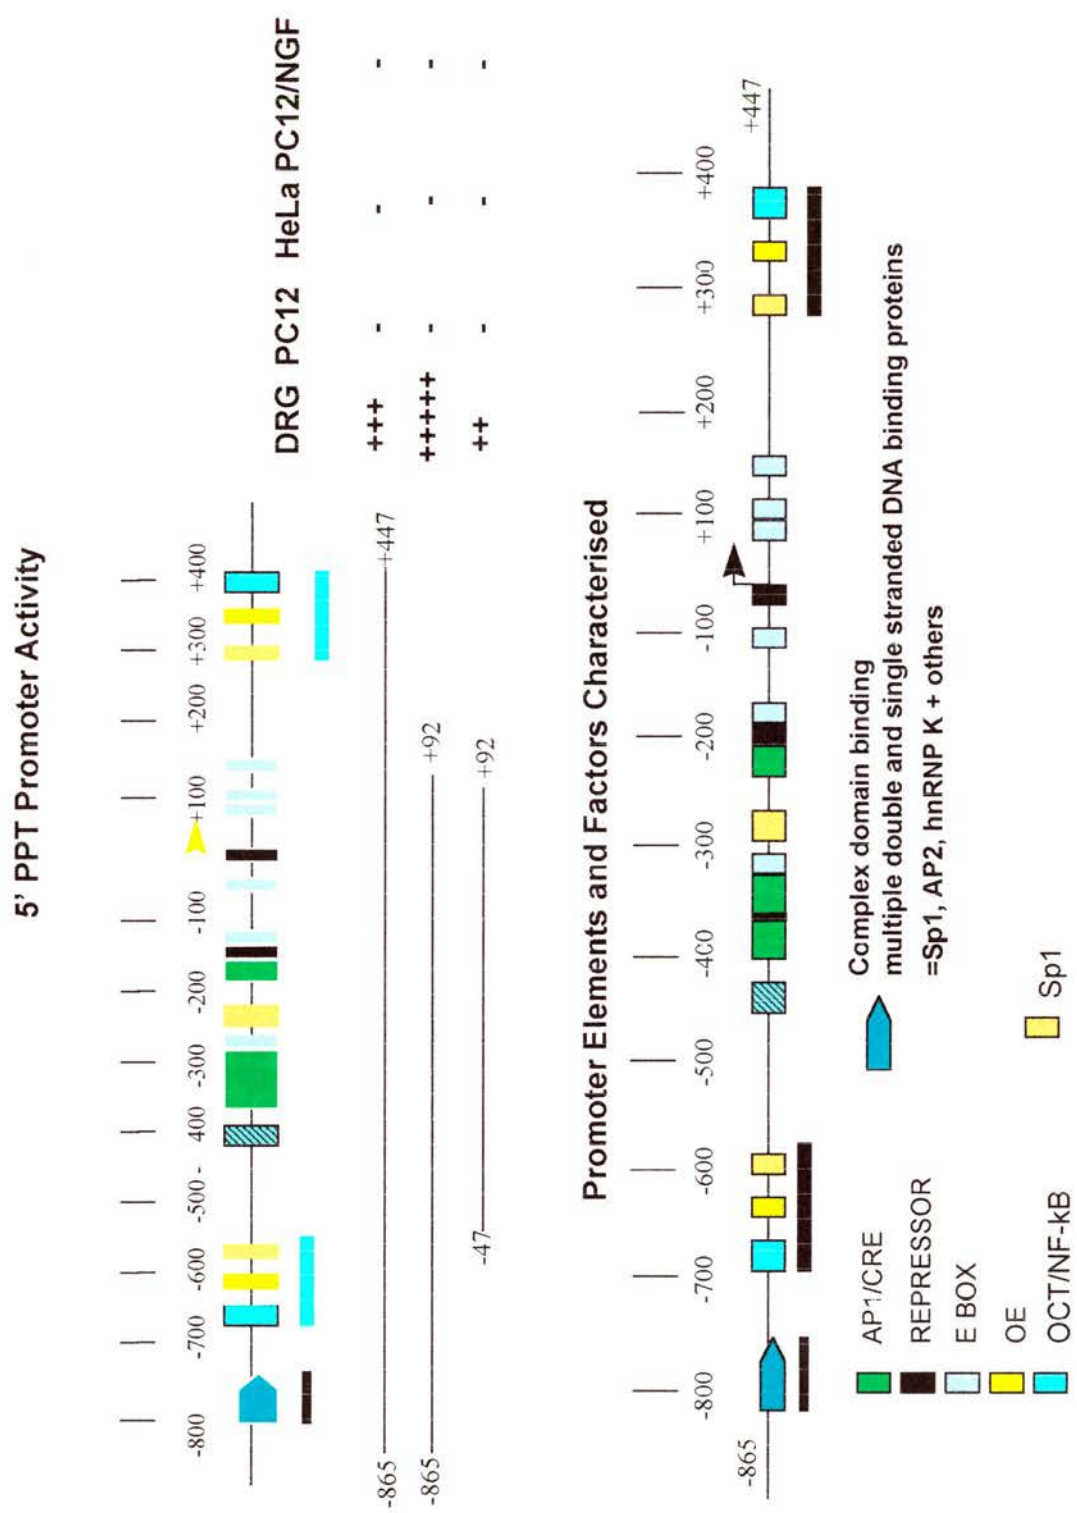 5' PPT Promoter Activity
-800 -700 -600 -500 - 400 -300 -200 -100 +100 +200 +300 +400
DRG PC12 HeLa PC12/NGF
-865 +447 +++ - - -
-865 +92 +++++ - - -
-47 +92 ++ - - -
Promoter Elements and Factors Characterised
-800 -700 -600 -500 -400 -300 -200 -100 +100 +200 +300 +400
-865 +447
Complex domain binding
multiple double and single stranded DNA binding proteins
=Sp1, AP2, hnRNP K + others
AP1/CRE
REPRESSOR
E BOX
OE
OCT/NF-kB
Sp1